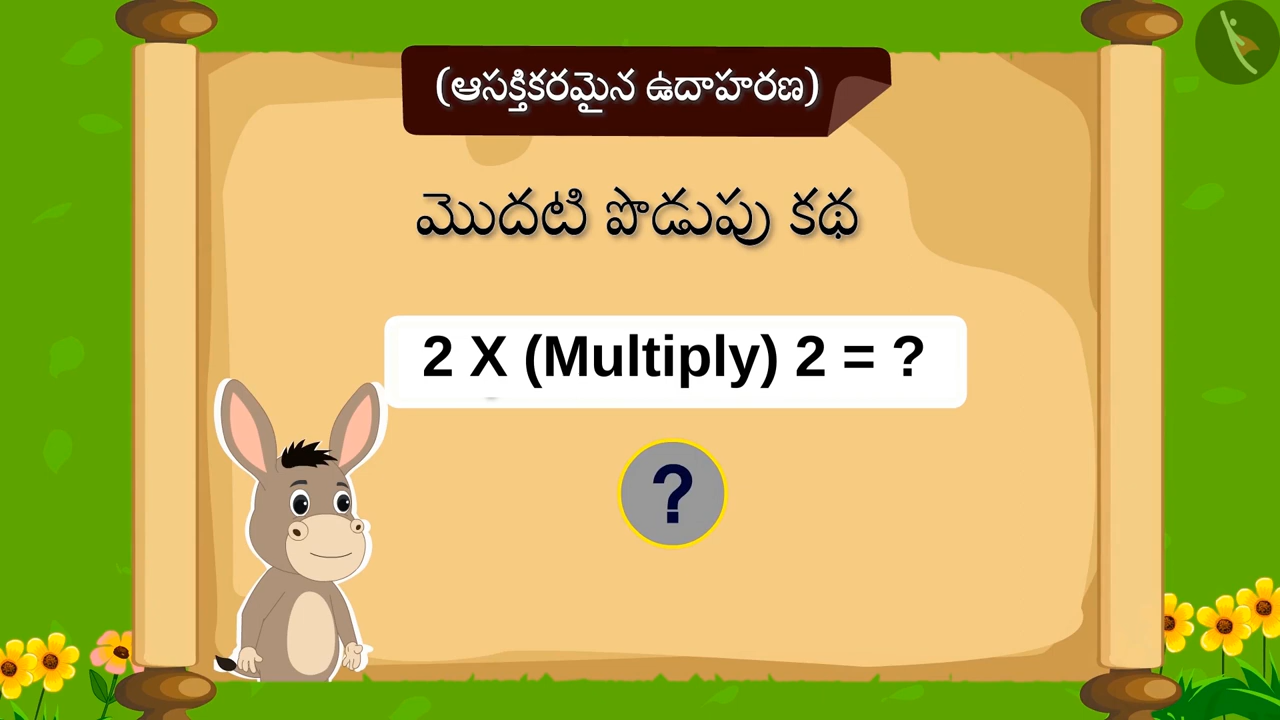 (ఆసక్తికరమైన ఉదాహరణ)
మొదటి పొడుపు కథ
2 X (Multiply) 2 = ?
?